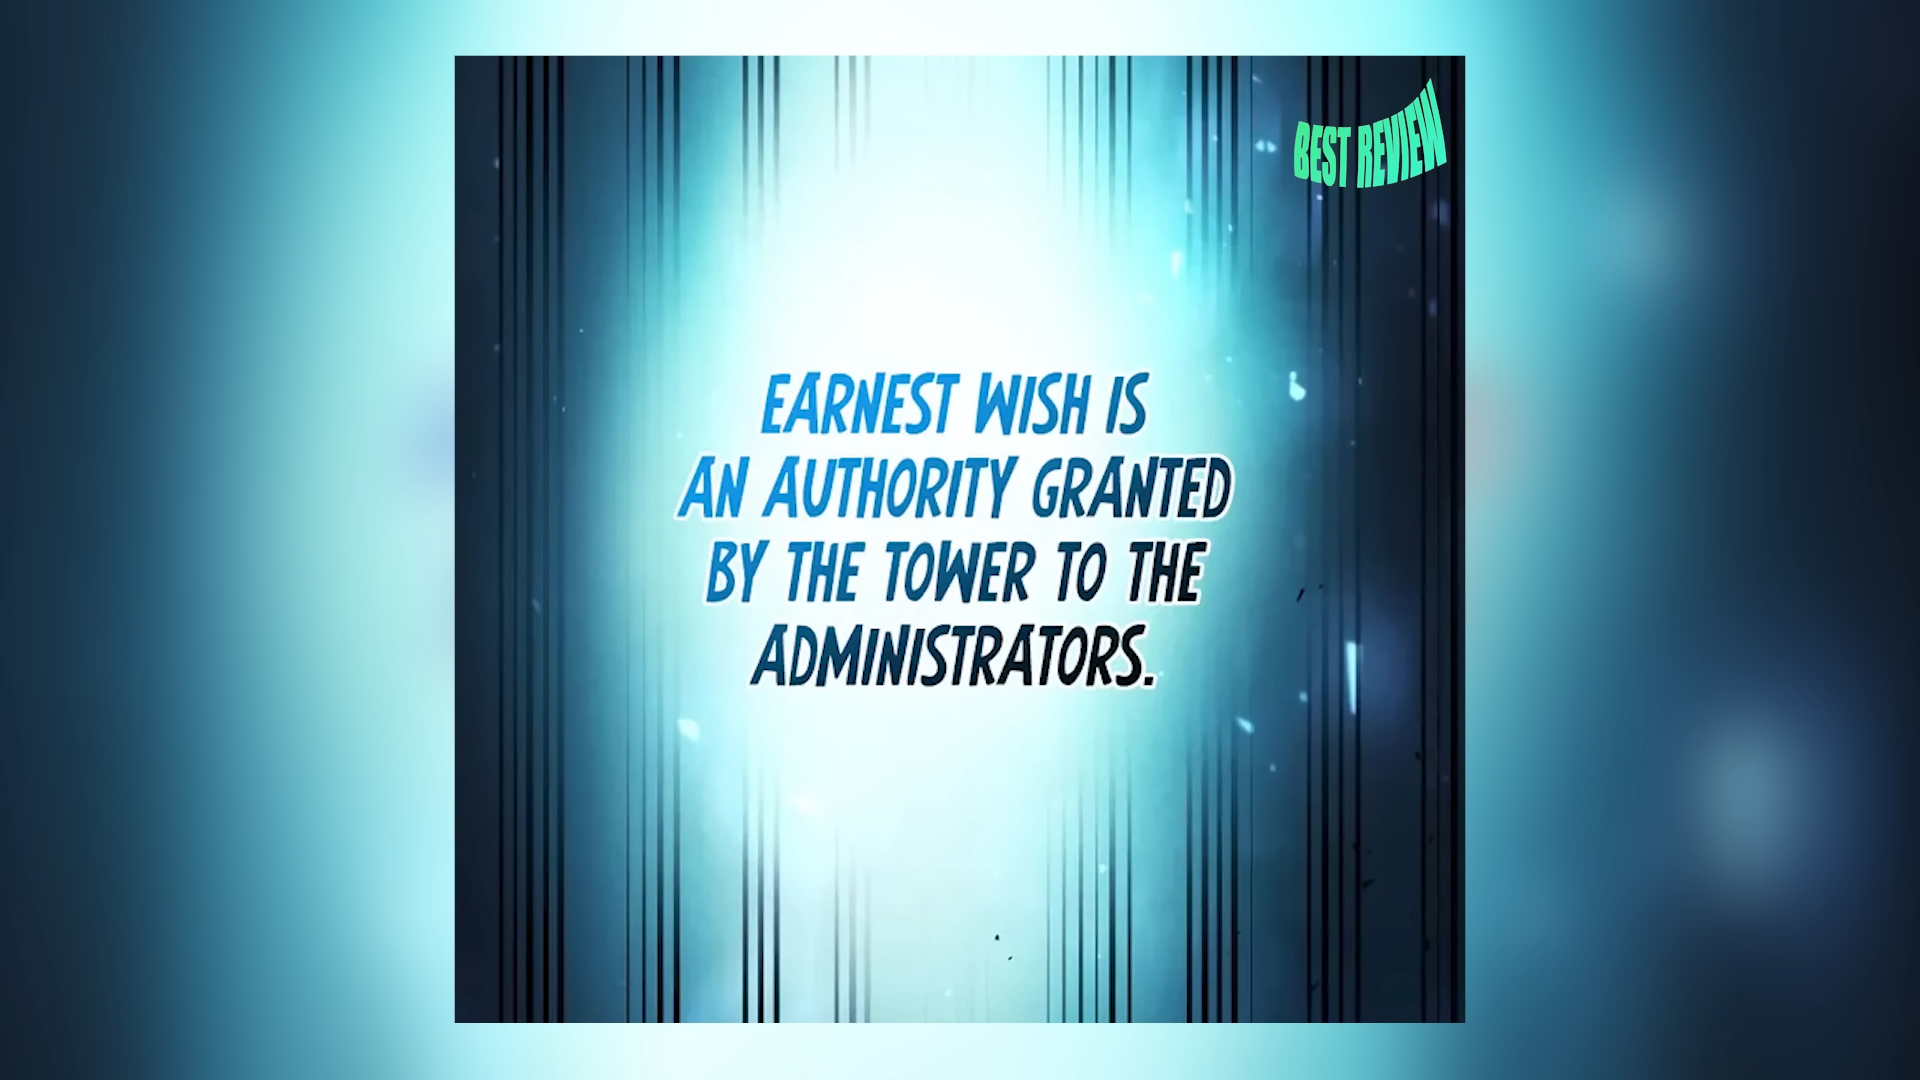 BEST REVIEW
EARNEST WISH IS
AN AUTHORITY GRANTED
BY THE TOWER TO THE
ADMINISTRATORS.